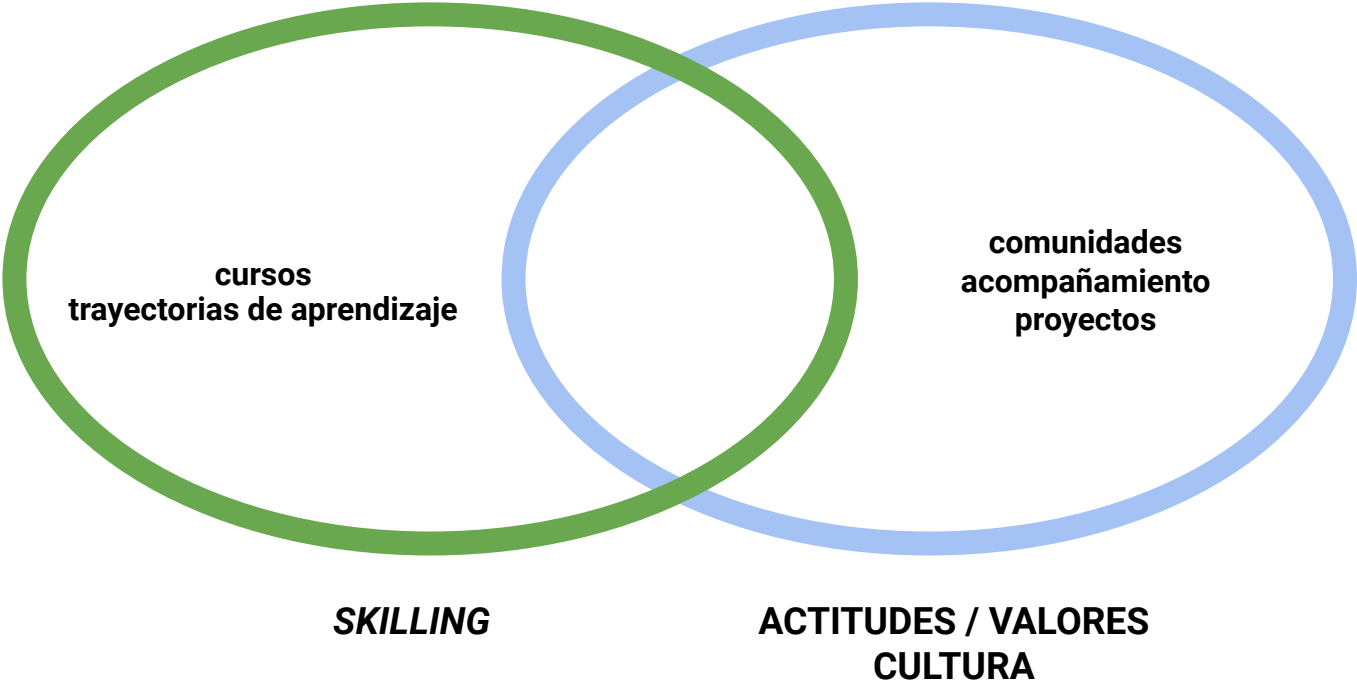 cursos
trayectorias de aprendizaje
comunidades
acompañamiento
proyectos
SKILLING
ACTITUDES / VALORES
CULTURA